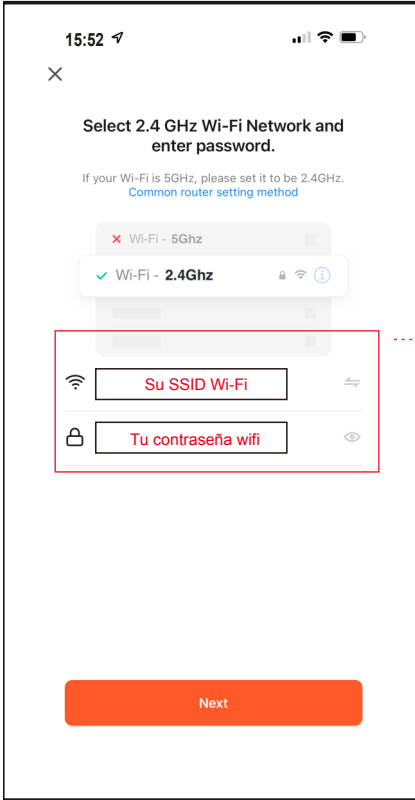 15:52
Select 2.4 GHz Wi-Fi Network and
enter password.
If your Wi-Fi is 5GHz, please set it to be 2.4GHz.
Common router setting method
Wi-Fi - 5Ghz
Wi-Fi - 2.4Ghz
Su SSID Wi-Fi
Tu contraseña wifi
Next